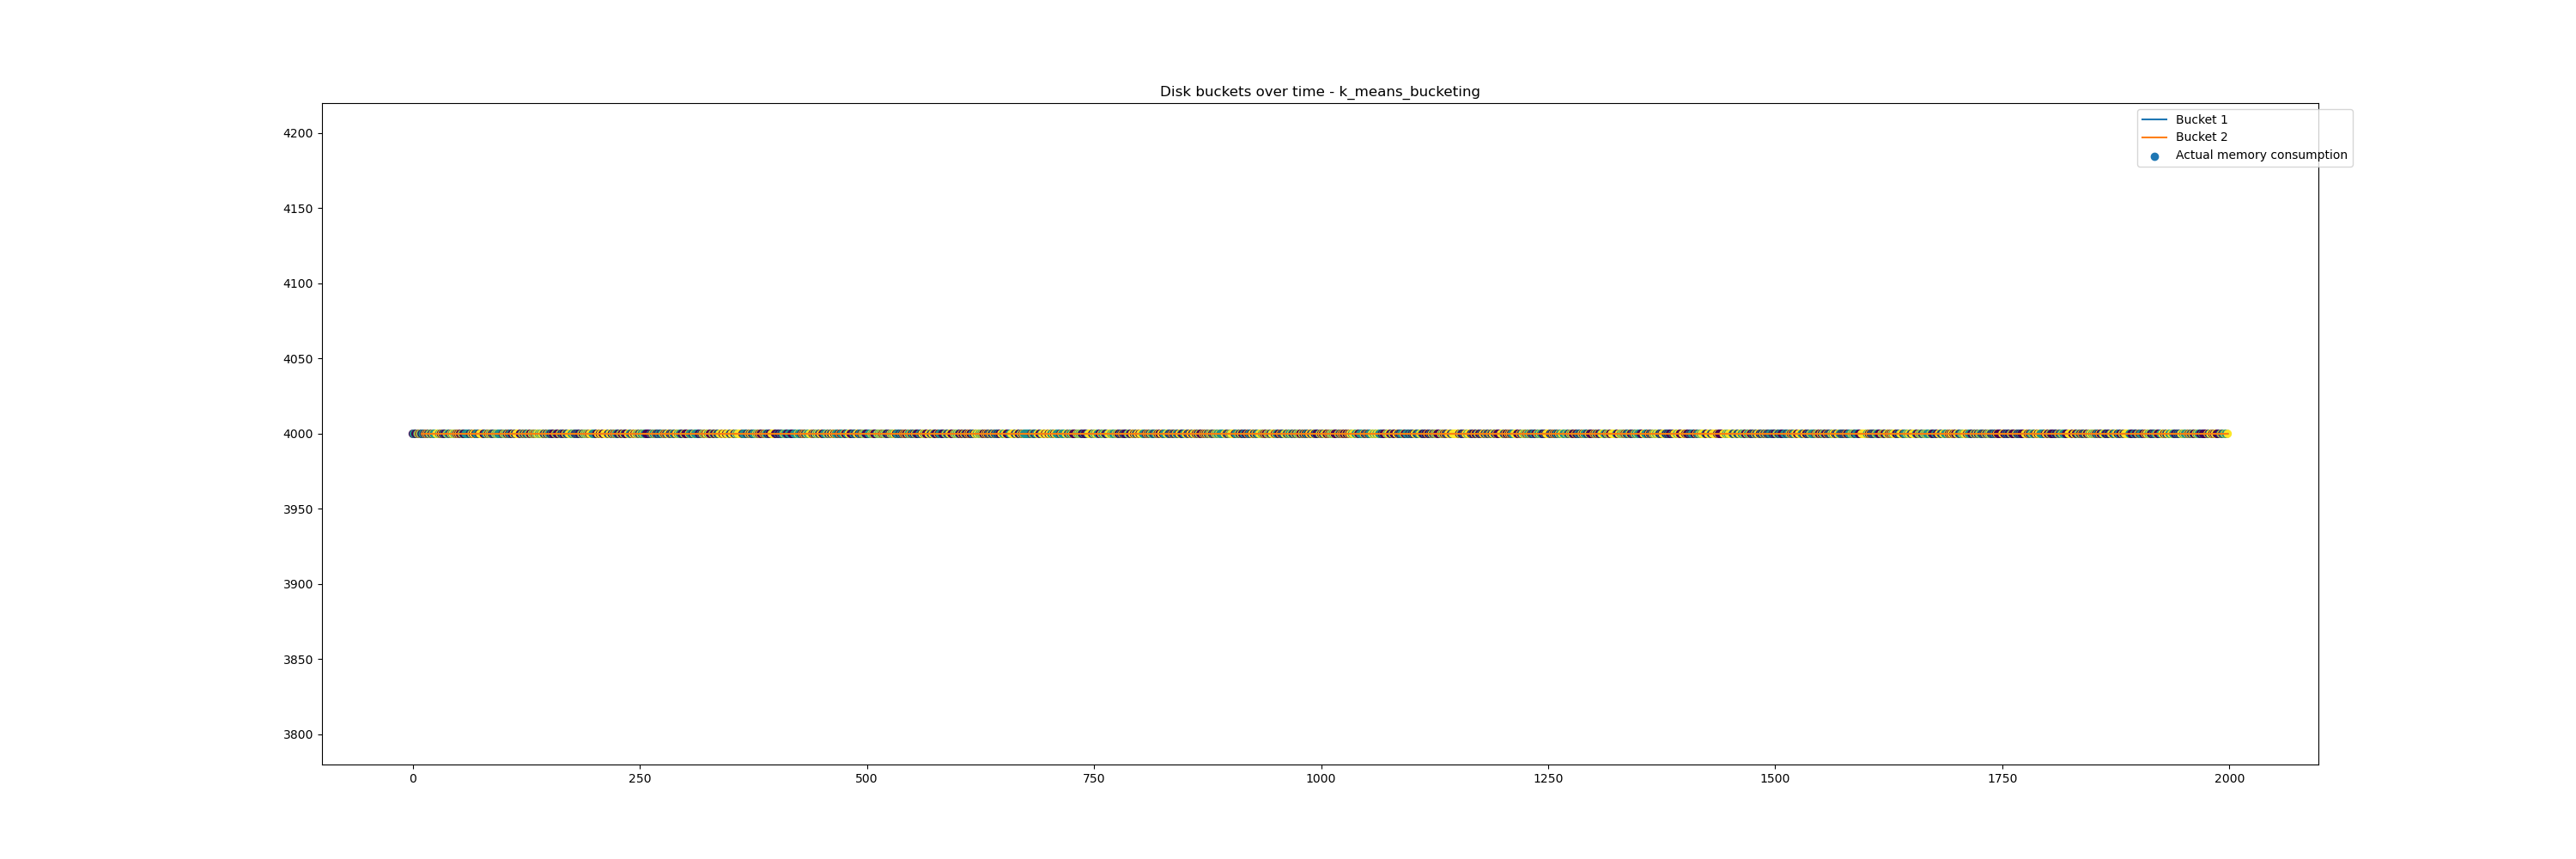 Disk buckets over time - k_means_bucketing
Bucket 1
Bucket 2
Actual memory consumption
4200
4150
4100
4050
4000
3950
3900
3850
3800
0 250 500 750 1000 1250 1500 1750 2000